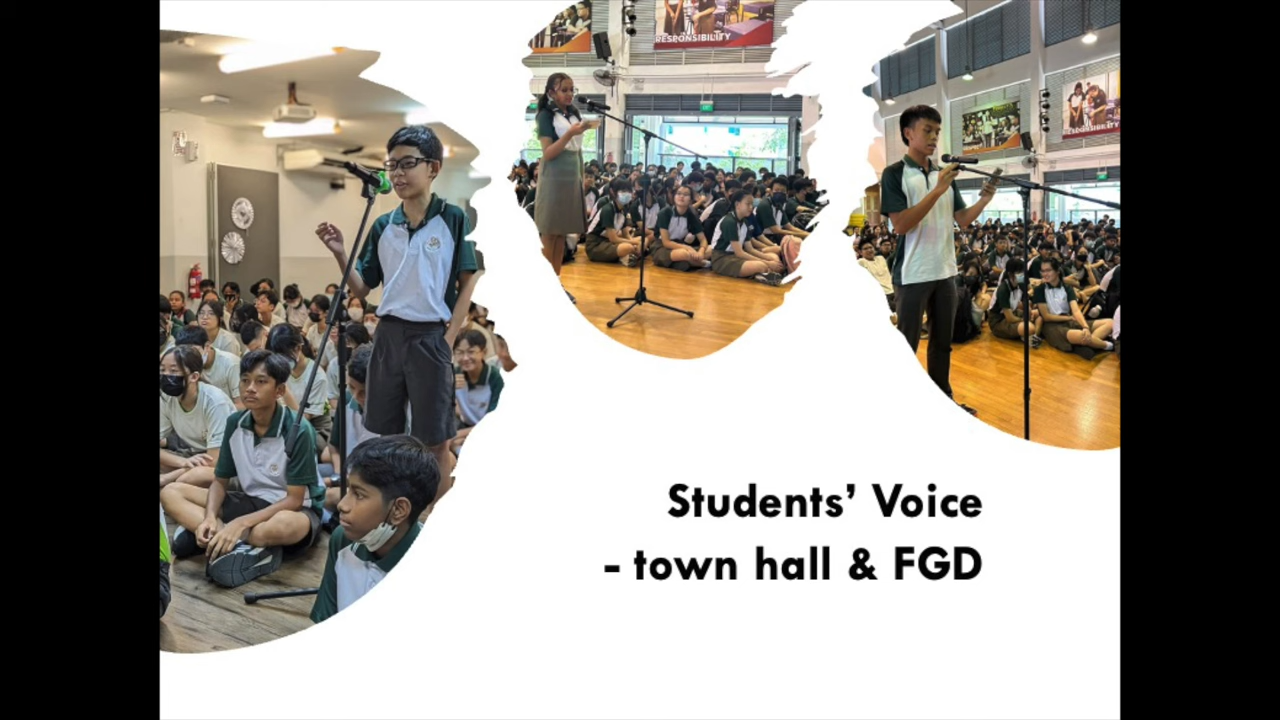 RESPONSIBILITY
RESPONSIBILITY
Students' Voice
- town hall & FGD